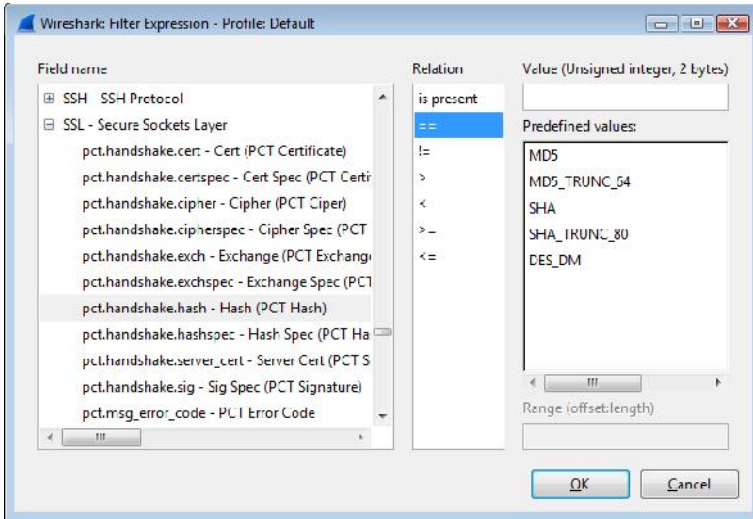 Wireshark: Filter Expression - Profile: Default
Field name
SSH - SSH Protocol
SSL - Secure Sockets Layer
pct.handshake.cert - Cert (PCT Certificate)
pct.handshake.certspec - Cert Spec (PCT Certif
pct.handshake.cipher - Cipher (PCT Ciper)
pct.handshake.cipherspec - Cipher Spec (PCT
pct.handshake.exch - Exchange (PCT Exchange
pct.handshake.exchspec - Exchange Spec (PCT
pct.handshake.hash - Hash (PCT Hash)
pct.handshake.hashspec - Hash Spec (PCT Ha
pct.handshake.server_cert - Server Cert (PCT S
pct.handshake.sig - Sig Spec (PCT Signature)
pct.msg_error_code - PCT Error Code
Relation
is present
==
!=
>
<
>=
<=
Value (Unsigned integer, 2 bytes)
Predefined values:
MD5
MD5_TRUNC_64
SHA
SHA_TRUNC_80
DES_DM
Range (offset:length)
OK
Cancel